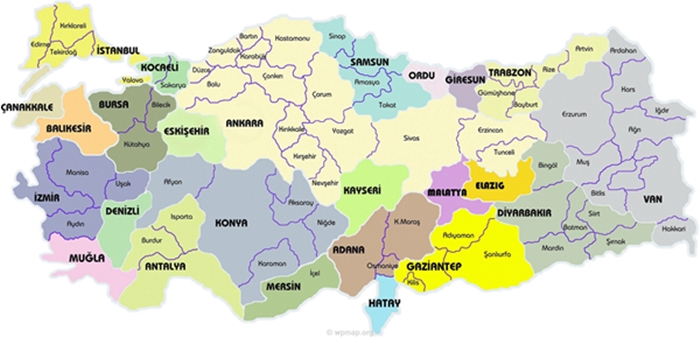 Kırklareli
Edirne
Tekirdağ
İSTANBUL
KOCAELİ
Yalova
Sakarya
Düzce
Bolu
Zonguldak
Bartın
Karabük
Kastamonu
Sinop
SAMSUN
Amasya
Tokat
ORDU
GİRESUN
TRABZON
Rize
Artvin
Ardahan
Gümüşhane
Bayburt
Kars
Iğdır
Ağrı
Erzurum
Erzincan
Tunceli
Çankırı
Çorum
ANKARA
Kırıkkale
Yozgat
Sivas
Kırşehir
Nevşehir
ÇANAKKALE
BALIKESİR
BURSA
Bilecik
Kütahya
ESKİŞEHİR
Manisa
İZMİR
Uşak
Aydın
DENİZLİ
Afyon
MUĞLA
Isparta
Burdur
ANTALYA
KONYA
Aksaray
Niğde
Karaman
İçel
MERSİN
KAYSERİ
ADANA
K.Maraş
Osmaniye
HATAY
MALATYA
ELAZIG
Adıyaman
GAZİANTEP
Kilis
Şanlıurfa
DİYARBAKIR
Bingöl
Muş
Bitlis
VAN
Batman
Siirt
Mardin
Şırnak
Hakkari
© wpmap.org